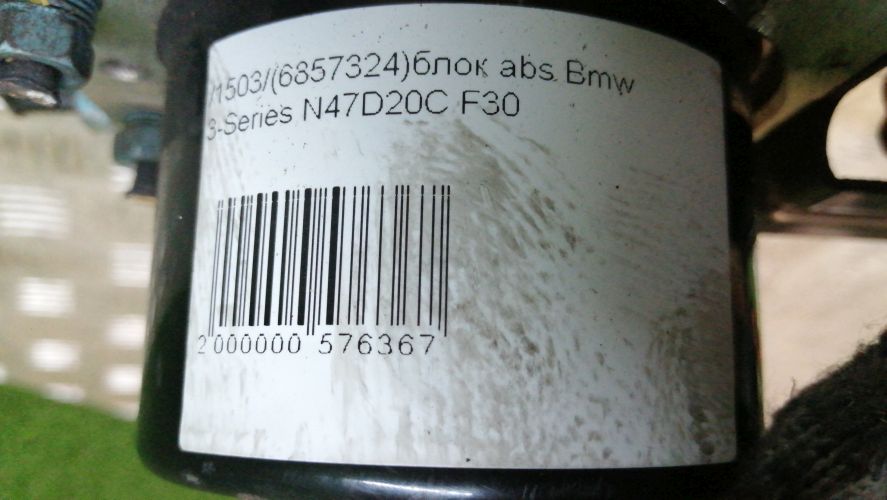 /1503/(6857324)блок abs Bmw
3-Series N47D20C F30
2 000000 576367